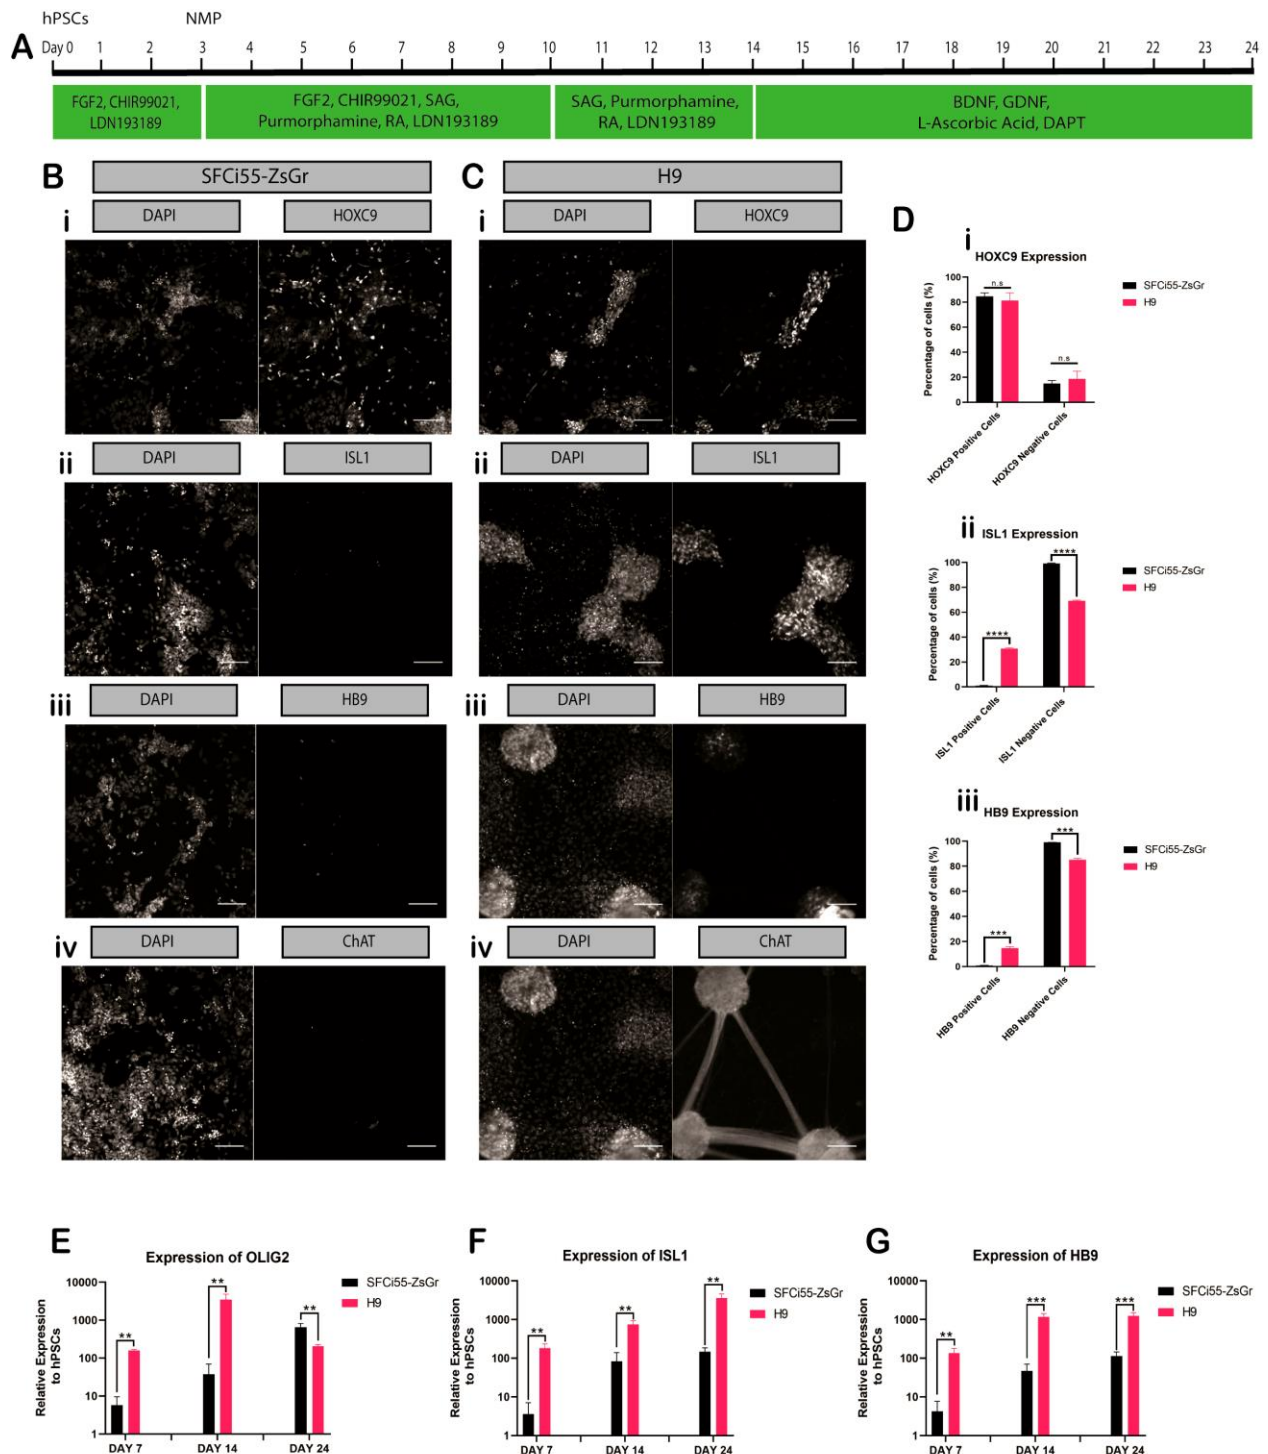 hPSCs NMP
A Day 0 1 2 3 4 5 6 7 8 9 10 11 12 13 14 15 16 17 18 19 20 21 22 23 24
FGF2, CHIR99021,
LDN193189
FGF2, CHIR99021, SAG,
Purmorphamine, RA, LDN193189
SAG, Purmorphamine,
RA, LDN193189
BDNF, GDNF,
L-Ascorbic Acid, DAPT
B SFCi55-ZsGr
i DAPI HOXC9
ii DAPI ISL1
iii DAPI HB9
iv DAPI ChAT
C H9
i DAPI HOXC9
ii DAPI ISL1
iii DAPI HB9
iv DAPI ChAT
D
i
HOXC9 Expression
Percentage of cells (%)
100
80
60
40
20
0
n.s
n.s
SFCi55-ZsGr
H9
HOXC9 Positive Cells
HOXC9 Negative Cells
ii
ISL1 Expression
Percentage of cells (%)
100
80
60
40
20
0
****
****
SFCi55-ZsGr
H9
ISL1 Positive Cells
ISL1 Negative Cells
iii
HB9 Expression
Percentage of cells (%)
100
80
60
40
20
0
***
***
SFCi55-ZsGr
H9
HB9 Positive Cells
HB9 Negative Cells
E
Expression of OLIG2
Relative Expression
to hPSCs
10000
1000
100
10
1
**
**
**
SFCi55-ZsGr
H9
DAY 7 DAY 14 DAY 24
F
Expression of ISL1
Relative Expression
to hPSCs
10000
1000
100
10
1
**
**
**
SFCi55-ZsGr
H9
DAY 7 DAY 14 DAY 24
G
Expression of HB9
Relative Expression
to hPSCs
10000
1000
100
10
1
**
***
***
SFCi55-ZsGr
H9
DAY 7 DAY 14 DAY 24